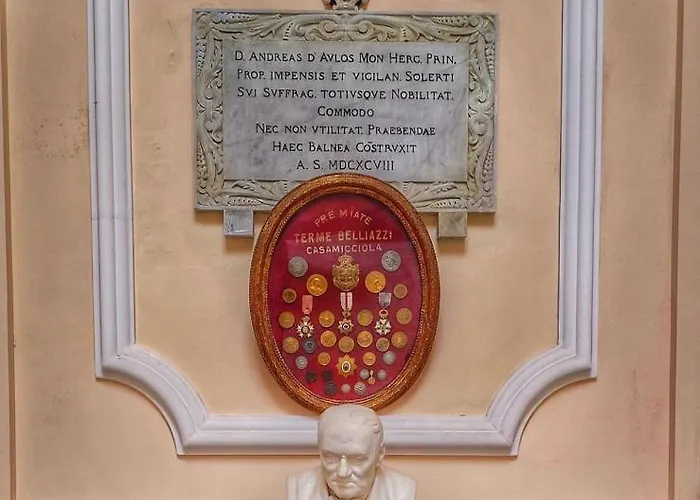 D. ANDREAS D'AVLOS MON HERC. PRIN.
PROP. IMPENSIS ET VIGILAN. SOLERTI
SVI SVFFRAG. TOTIVSQVE NOBILITAT.
COMMODO
NEC NON VTILITAT. PRAEBENDAE
HAEC BALNEA CŌSTRVXIT
A. S. MDCXCVIII
PREMIATE
TERME BELLIAZZI
CASAMICCIOLA